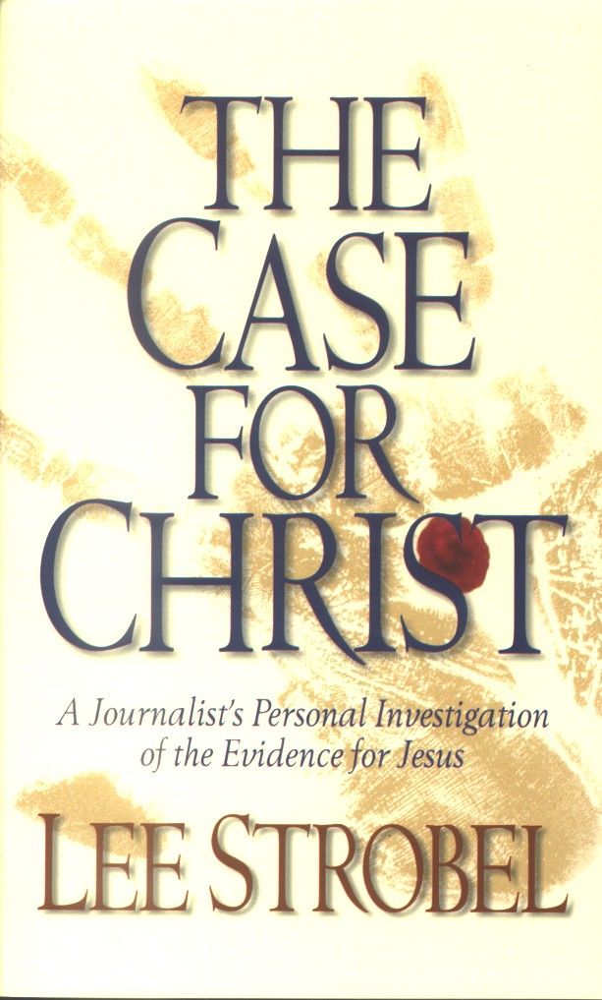 THE
CASE
FOR
CHRIST
A Journalist's Personal Investigation
of the Evidence for Jesus
LEE STROBEL